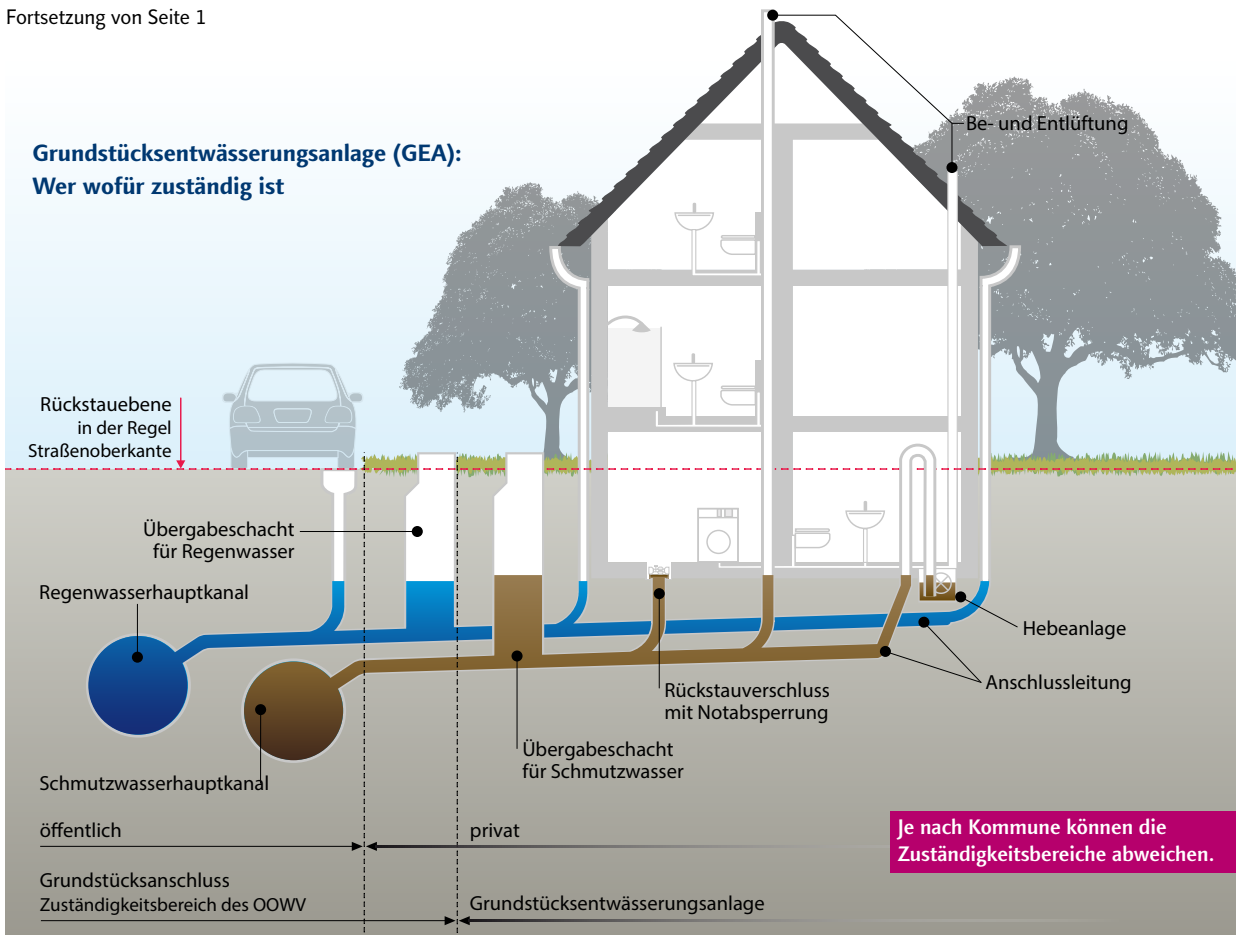 Fortsetzung von Seite 1
Grundstücksentwässerungsanlage (GEA):
Wer wofür zuständig ist
Be- und Entlüftung
Rückstauebene
in der Regel
Straßenoberkante
Übergabeschacht
für Regenwasser
Regenwasserhauptkanal
Hebeanlage
Anschlussleitung
Rückstauverschluss
mit Notabsperrung
Übergabeschacht
für Schmutzwasser
Schmutzwasserhauptkanal
öffentlich
privat
Je nach Kommune können die
Zuständigkeitsbereiche abweichen.
Grundstücksanschluss
Zuständigkeitsbereich des OOWV
Grundstücksentwässerungsanlage